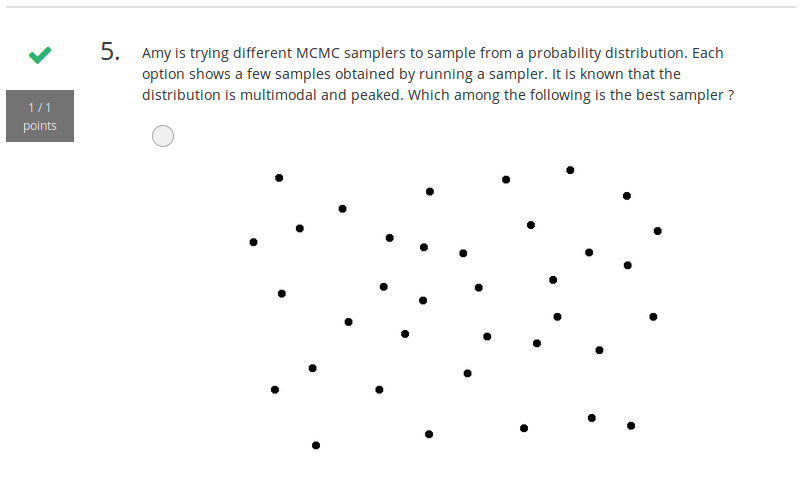 5.
Amy is trying different MCMC samplers to sample from a probability distribution. Each
option shows a few samples obtained by running a sampler. It is known that the
distribution is multimodal and peaked. Which among the following is the best sampler ?
1 / 1
points